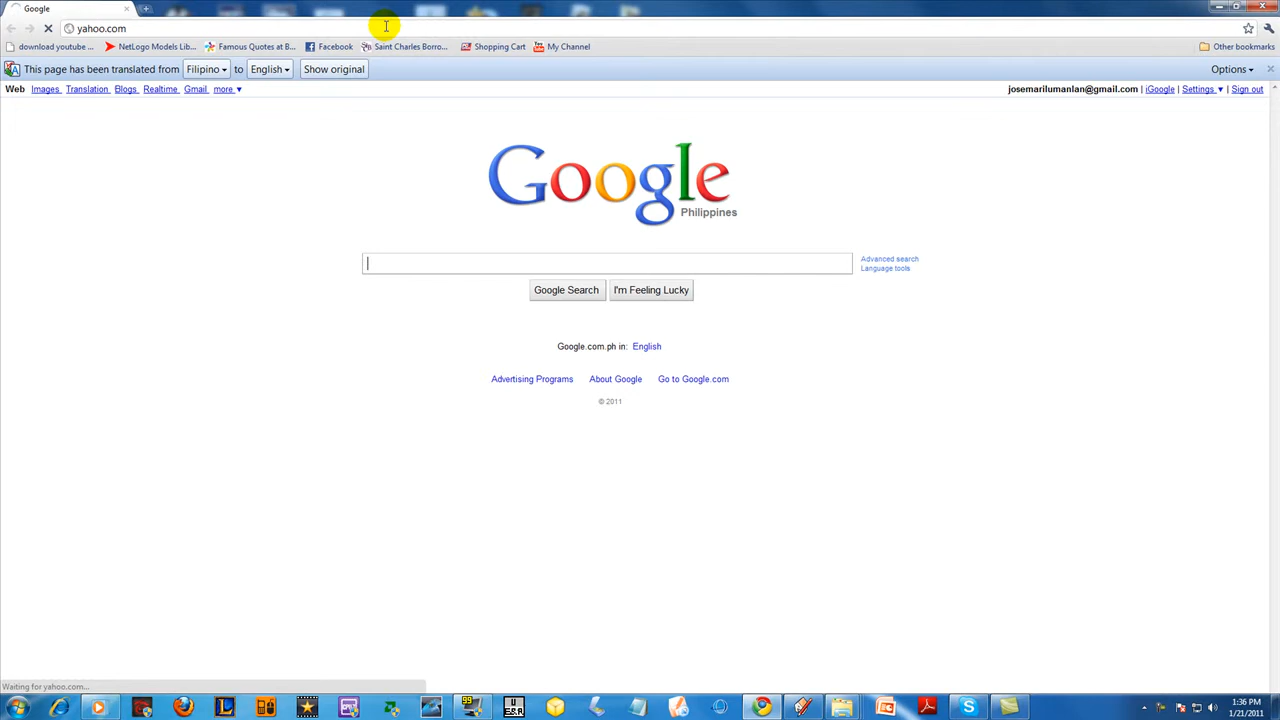 Google
yahoo.com
download youtube ...
NetLogo Models Lib...
Famous Quotes at B...
Facebook
Saint Charles Borro...
Shopping Cart
My Channel
Other bookmarks
This page has been translated from Filipino to English Show original Options
Web Images Translation Blogs Realtime Gmail more ▼ josemarilumanlan@gmail.com | iGoogle | Settings ▼ | Sign out
Google
Philippines
Advanced search
Language tools
Google Search I'm Feeling Lucky
Google.com.ph in: English
Advertising Programs About Google Go to Google.com
© 2011
Waiting for yahoo.com...
1:36 PM
1/21/2011